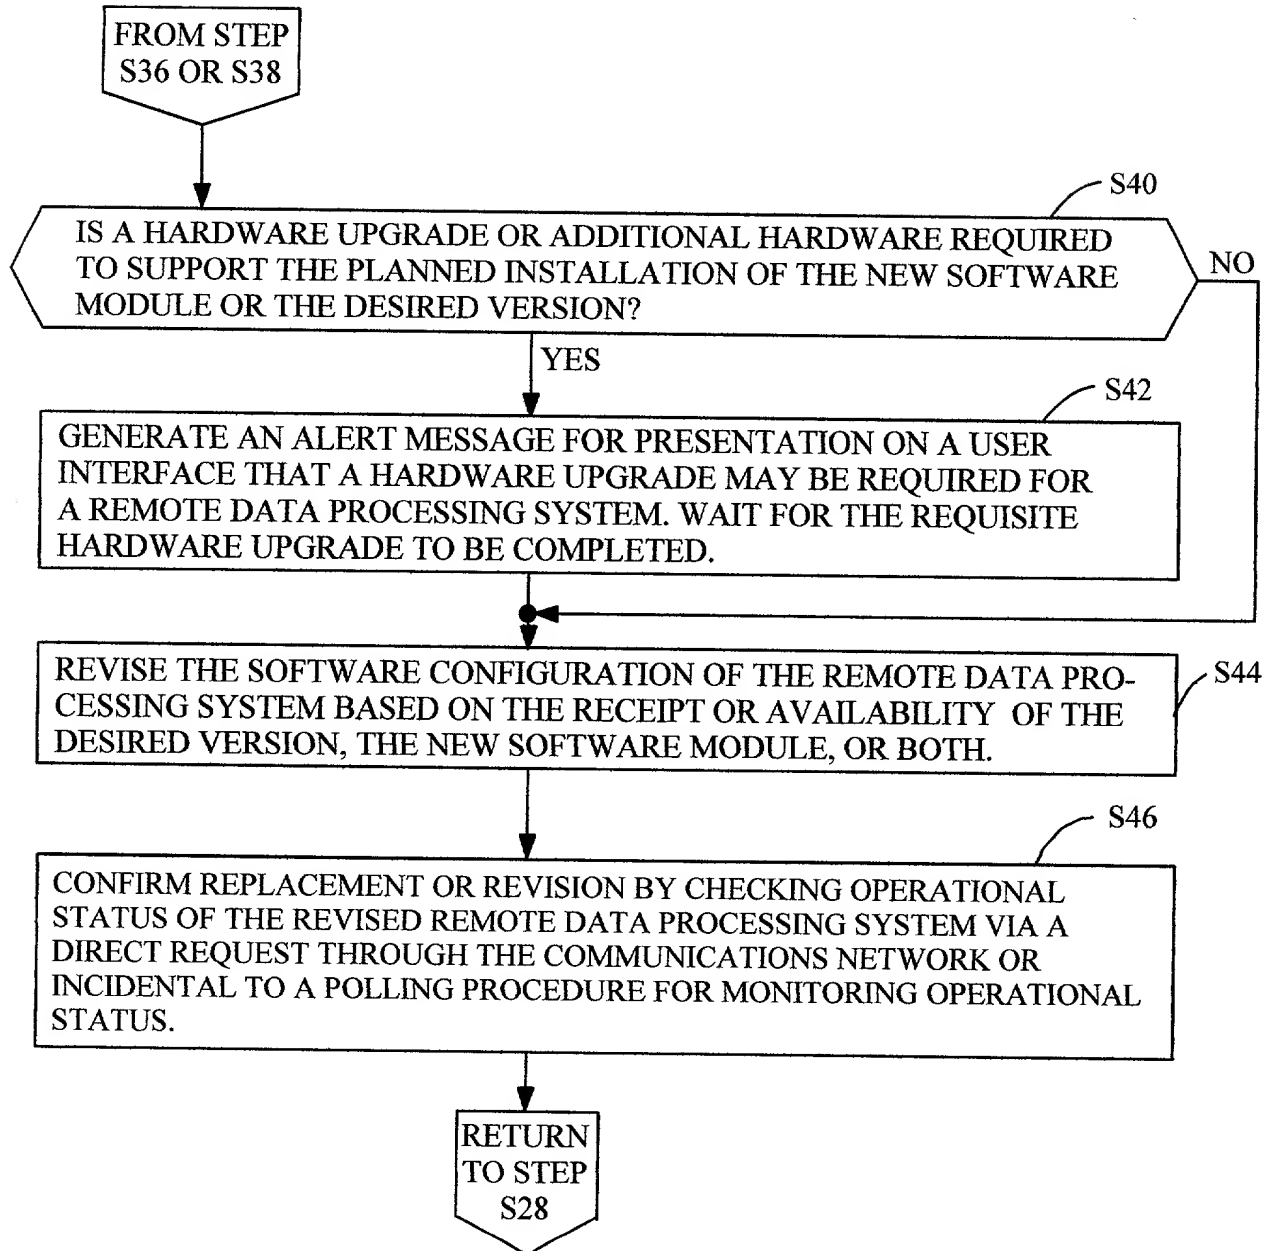 FROM STEP
S36 OR S38
S40
IS A HARDWARE UPGRADE OR ADDITIONAL HARDWARE REQUIRED
TO SUPPORT THE PLANNED INSTALLATION OF THE NEW SOFTWARE
MODULE OR THE DESIRED VERSION?
NO
YES
S42
GENERATE AN ALERT MESSAGE FOR PRESENTATION ON A USER
INTERFACE THAT A HARDWARE UPGRADE MAY BE REQUIRED FOR
A REMOTE DATA PROCESSING SYSTEM. WAIT FOR THE REQUISITE
HARDWARE UPGRADE TO BE COMPLETED.
REVISE THE SOFTWARE CONFIGURATION OF THE REMOTE DATA PRO-
CESSING SYSTEM BASED ON THE RECEIPT OR AVAILABILITY OF THE
DESIRED VERSION, THE NEW SOFTWARE MODULE, OR BOTH.
S44
S46
CONFIRM REPLACEMENT OR REVISION BY CHECKING OPERATIONAL
STATUS OF THE REVISED REMOTE DATA PROCESSING SYSTEM VIA A
DIRECT REQUEST THROUGH THE COMMUNICATIONS NETWORK OR
INCIDENTAL TO A POLLING PROCEDURE FOR MONITORING OPERATIONAL
STATUS.
RETURN
TO STEP
S28